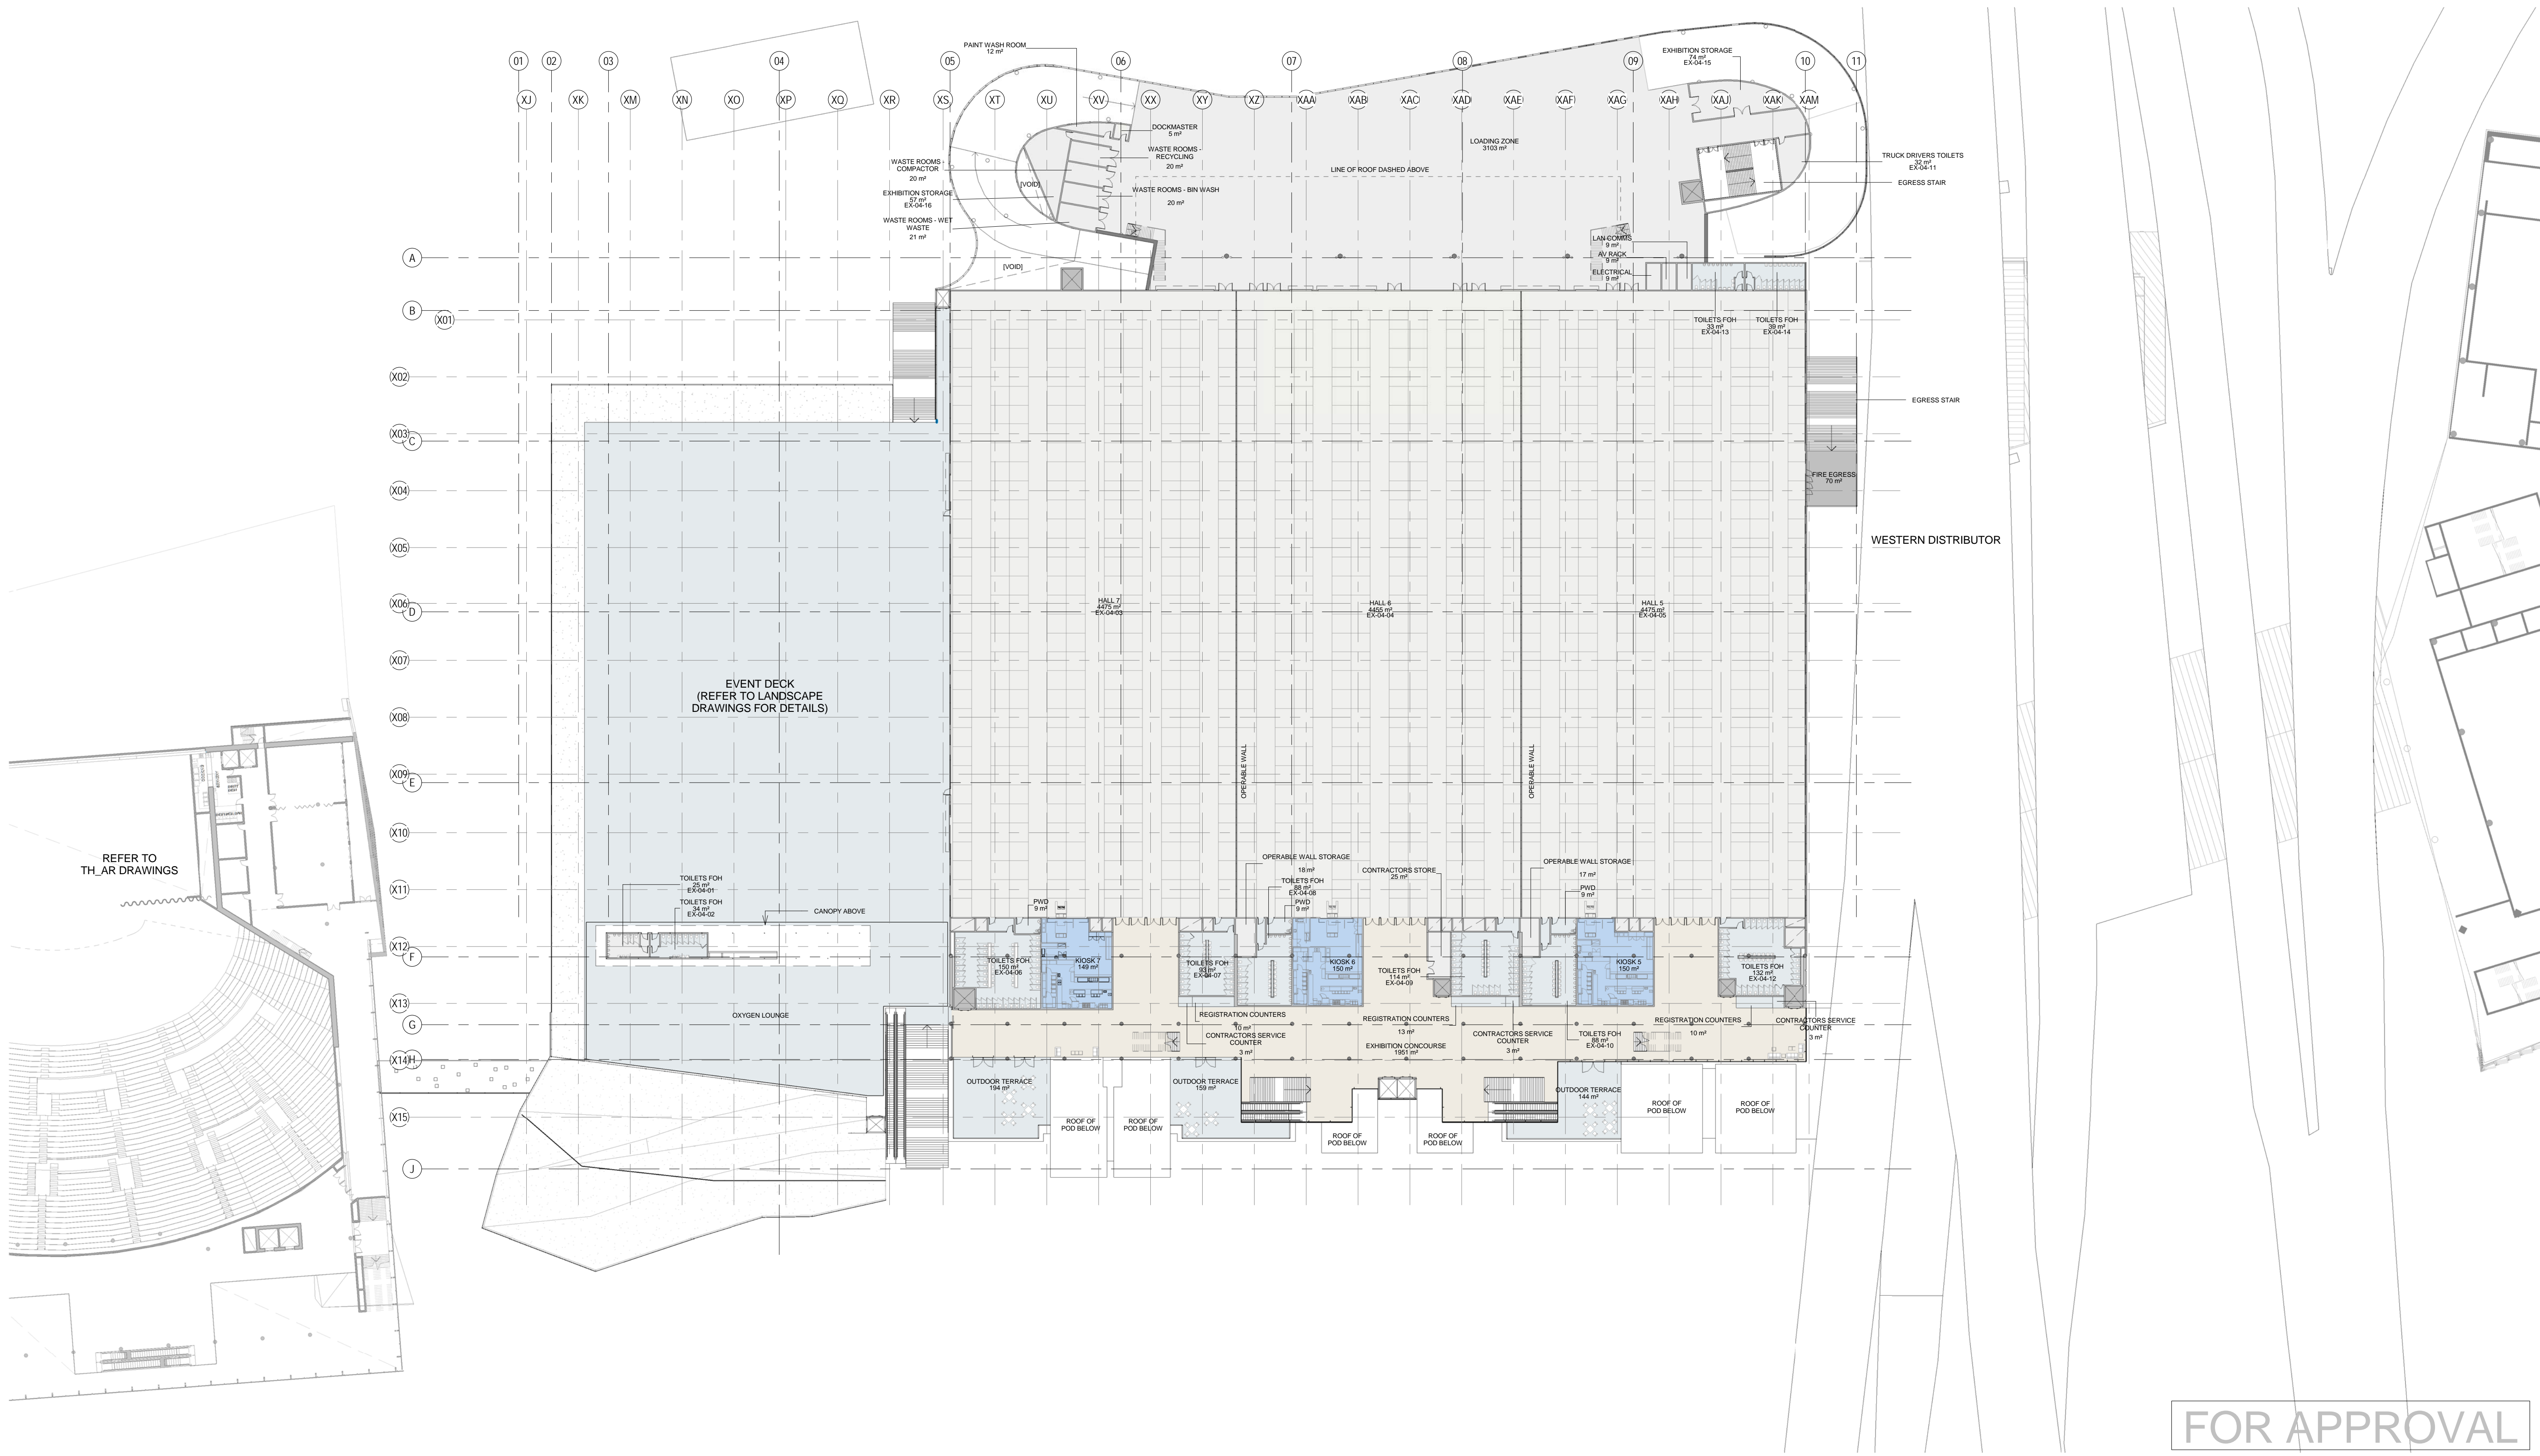 01
02
03
04
05
06
07
08
09
10
11
XJ
XK
XM
XN
XO
XP
XQ
XR
XS
XT
XU
XV
XX
XY
XZ
XAA
XAB
XAC
XAD
XAE
XAF
XAG
XAH
XAJ
XAK
XAM
PAINT WASH ROOM
12 m²
EXHIBITION STORAGE
74 m²
EX-04-15
DOCKMASTER
5 m²
WASTE ROOMS -
RECYCLING
20 m²
WASTE ROOMS -
COMPACTOR
20 m²
EXHIBITION STORAGE
57 m²
EX-04-16
WASTE ROOMS - WET
WASTE
21 m²
WASTE ROOMS - BIN WASH
20 m²
[VOID]
[VOID]
LOADING ZONE
3103 m²
LINE OF ROOF DASHED ABOVE
TRUCK DRIVERS TOILETS
32 m²
EX-04-11
EGRESS STAIR
LAN COMMS
9 m²
AV RACK
9 m²
ELECTRICAL
9 m²
TOILETS FOH
33 m²
EX-04-13
TOILETS FOH
39 m²
EX-04-14
A
B
X01
X02
X03
C
X04
X05
X06
D
X07
X08
X09
E
X10
X11
X12
F
X13
G
X14
H
X15
J
EGRESS STAIR
FIRE EGRESS
70 m²
WESTERN DISTRIBUTOR
HALL 7
4475 m²
EX-04-03
HALL 6
4455 m²
EX-04-04
HALL 5
4475 m²
EX-04-05
EVENT DECK
(REFER TO LANDSCAPE
DRAWINGS FOR DETAILS)
OPERABLE WALL
OPERABLE WALL
REFER TO
TH_AR DRAWINGS
TOILETS FOH
25 m²
EX-04-01
TOILETS FOH
34 m²
EX-04-02
CANOPY ABOVE
PWD
9 m²
OPERABLE WALL STORAGE
18 m²
TOILETS FOH
88 m²
EX-04-08
PWD
9 m²
CONTRACTORS STORE
25 m²
OPERABLE WALL STORAGE
17 m²
PWD
9 m²
TOILETS FOH
150 m²
EX-04-06
KIOSK 7
149 m²
TOILETS FOH
93 m²
EX-04-07
KIOSK 6
150 m²
TOILETS FOH
114 m²
EX-04-09
KIOSK 5
150 m²
TOILETS FOH
132 m²
EX-04-12
OXYGEN LOUNGE
REGISTRATION COUNTERS
10 m²
CONTRACTORS SERVICE
COUNTER
3 m²
REGISTRATION COUNTERS
13 m²
EXHIBITION CONCOURSE
1951 m²
CONTRACTORS SERVICE
COUNTER
3 m²
TOILETS FOH
88 m²
EX-04-10
REGISTRATION COUNTERS
10 m²
CONTRACTORS SERVICE
COUNTER
3 m²
OUTDOOR TERRACE
194 m²
OUTDOOR TERRACE
159 m²
OUTDOOR TERRACE
144 m²
ROOF OF
POD BELOW
ROOF OF
POD BELOW
ROOF OF
POD BELOW
ROOF OF
POD BELOW
ROOF OF
POD BELOW
ROOF OF
POD BELOW
FOR APPROVAL